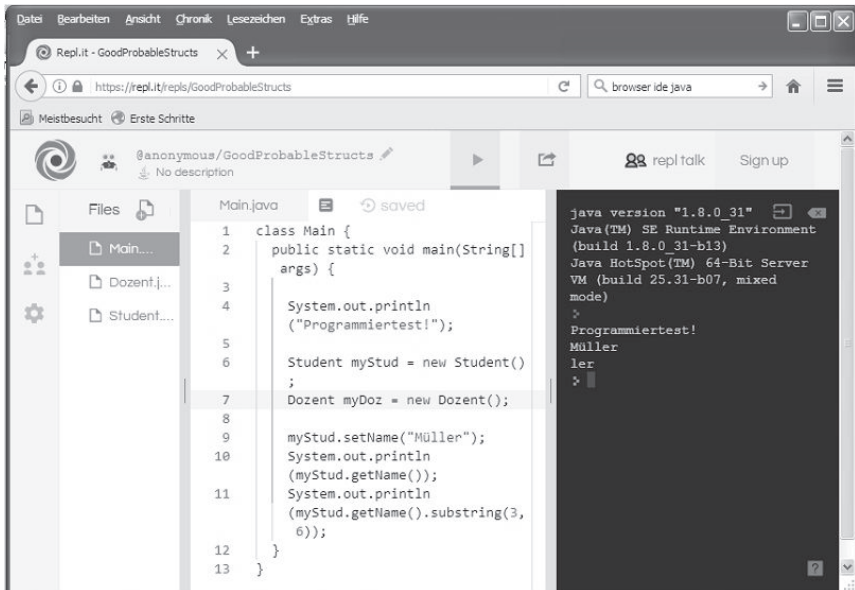 Datei Bearbeiten Ansicht Chronik Lesezeichen Extras Hilfe
Repl.it - GoodProbableStructs
https://repl.it/repls/GoodProbableStructs
browser ide java
Meistbesucht Erste Schritte
@anonymous/GoodProbableStructs
No description
repl talk Sign up
Files
Main....
Dozent.j...
Student....
Main.java saved
1 class Main {
2 public static void main(String[]
args) {
3
4 System.out.println
("Programmiertest!");
5
6 Student myStud = new Student()
;
7 Dozent myDoz = new Dozent();
8
9 myStud.setName("Müller");
10 System.out.println
(myStud.getName());
11 System.out.println
(myStud.getName().substring(3,
6));
12 }
13 }
java version "1.8.0_31"
Java(TM) SE Runtime Environment
(build 1.8.0_31-b13)
Java HotSpot(TM) 64-Bit Server
VM (build 25.31-b07, mixed
mode)
>
Programmiertest!
Müller
ler
>
?